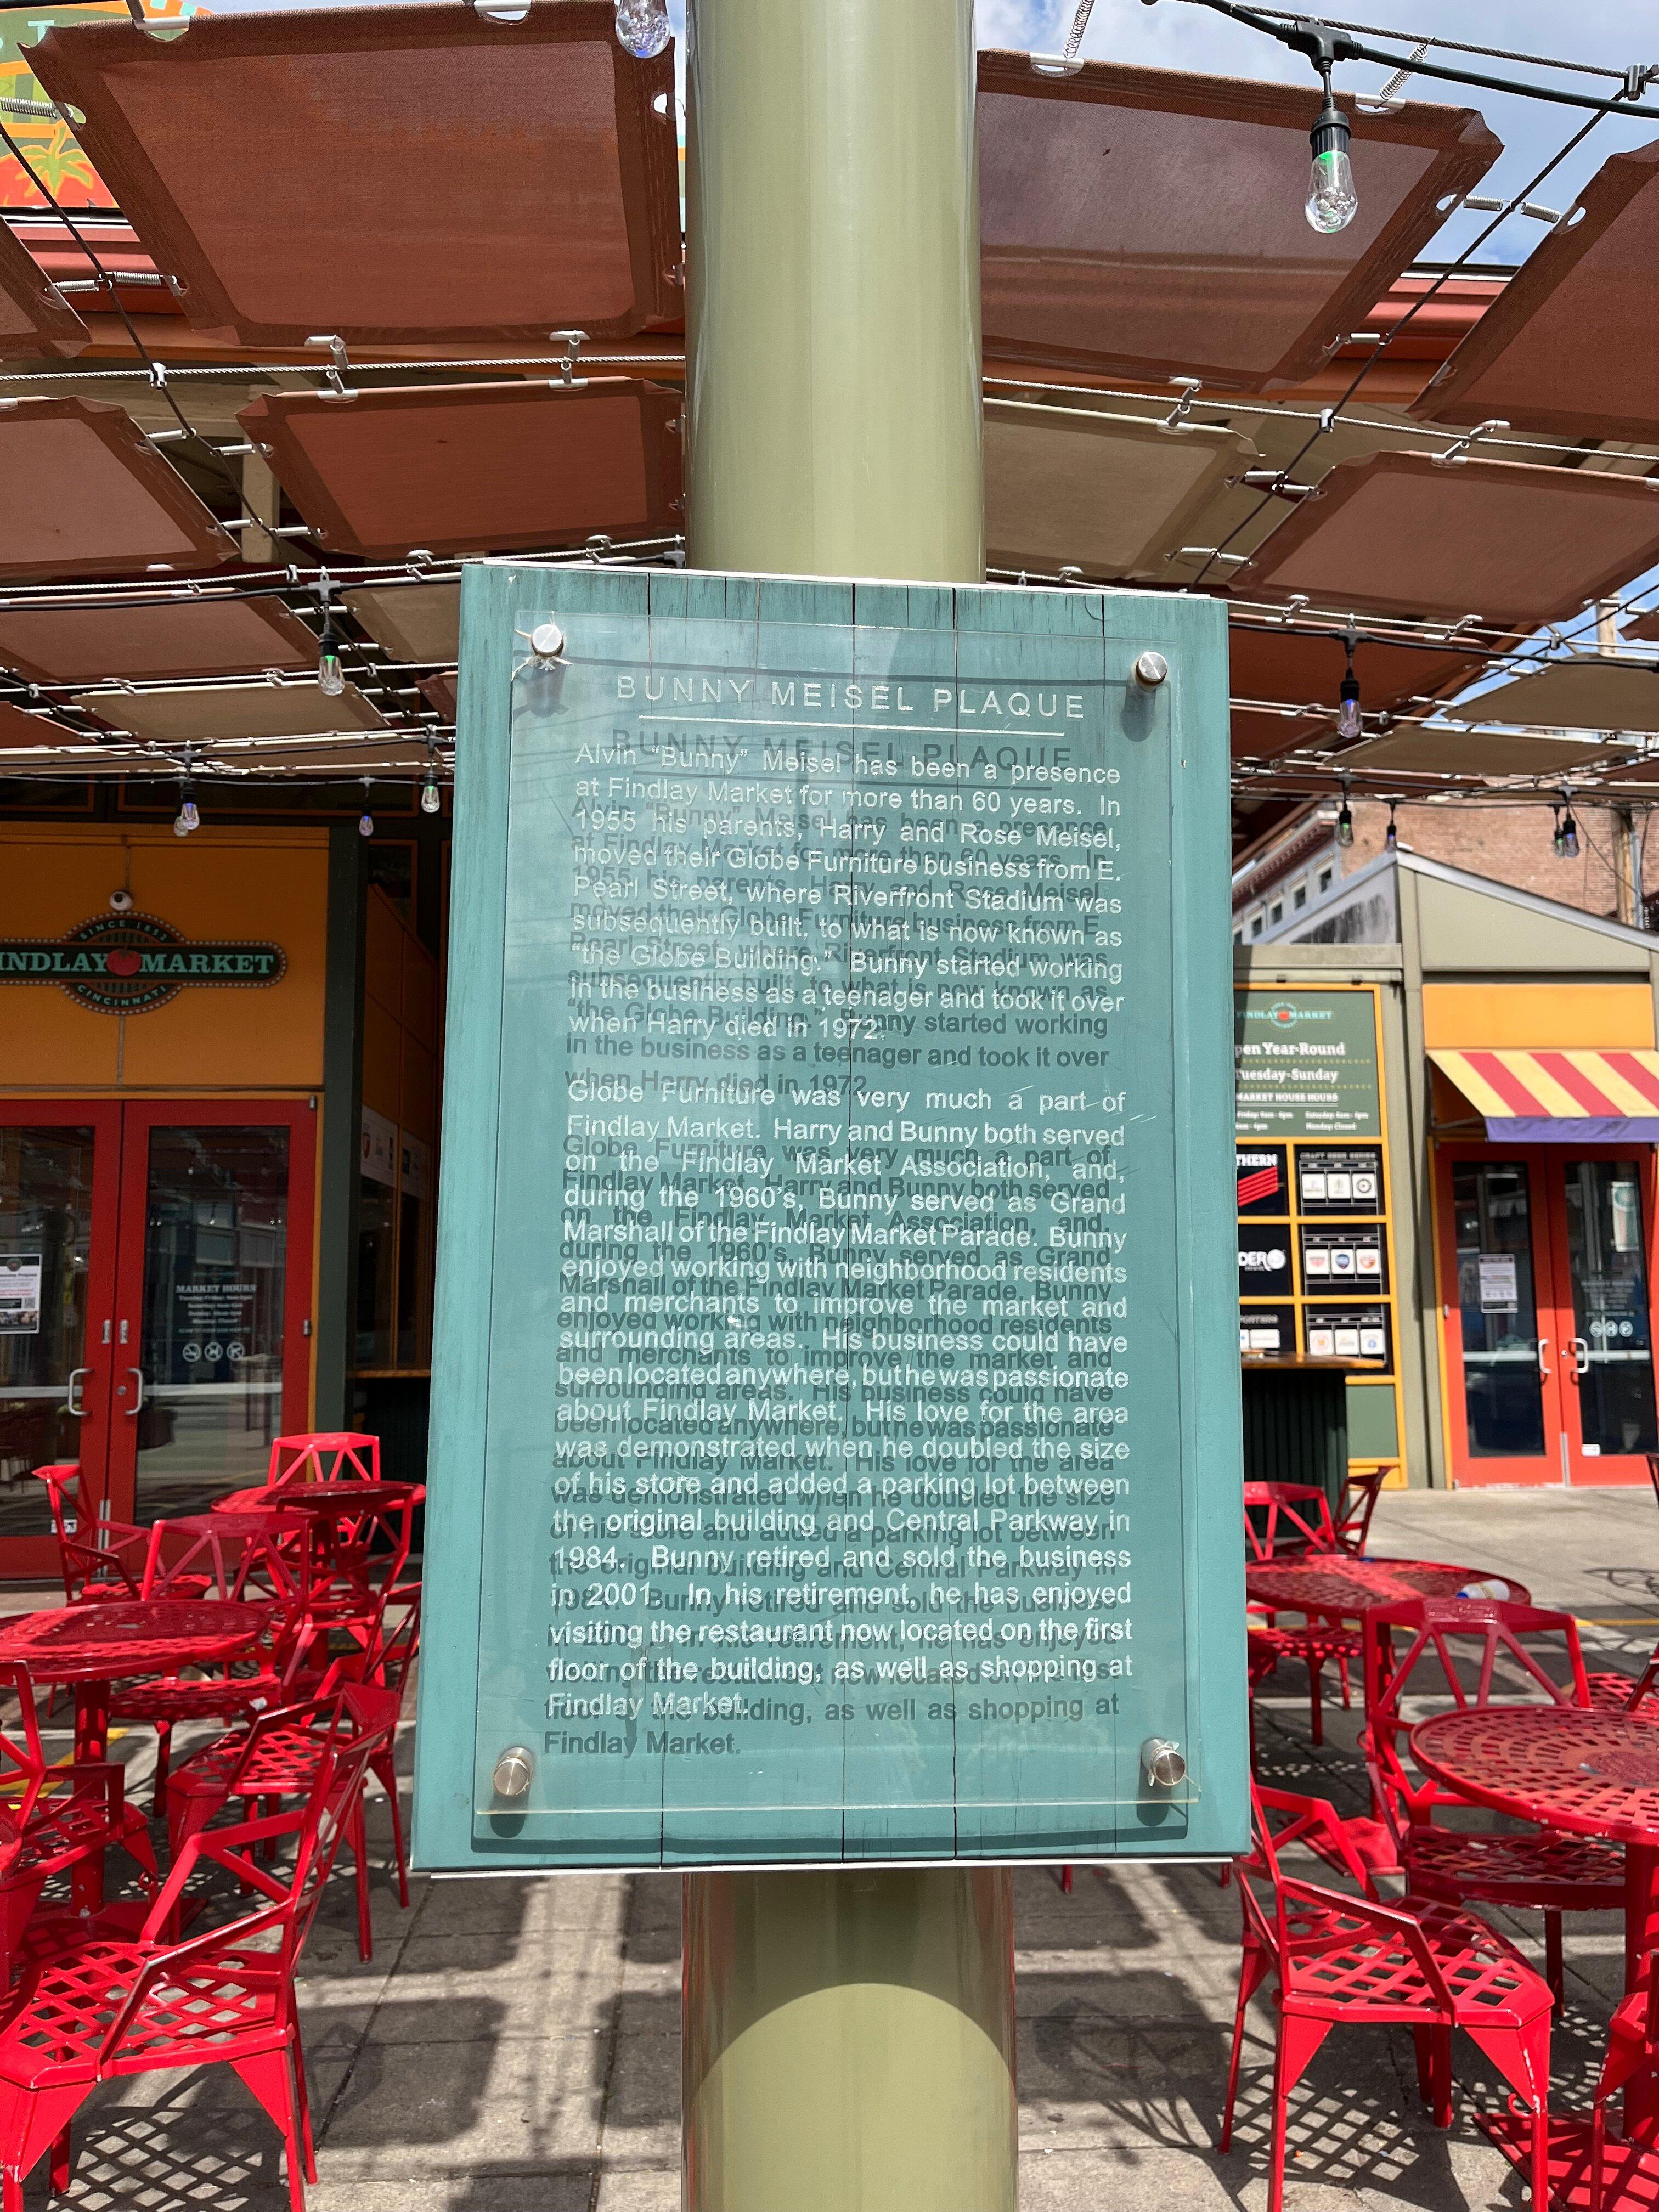 BUNNY MEISEL PLAQUE
Alvin “Bunny” Meisel has been a presence
at Findlay Market for more than 60 years. In
1955 his parents, Harry and Rose Meisel,
moved their Globe Furniture business from E.
Pearl Street, where Riverfront Stadium was
subsequently built, to what is now known as
“the Globe Building.” Bunny started working
in the business as a teenager and took it over
when Harry died in 1972.
Globe Furniture was very much a part of
Findlay Market. Harry and Bunny both served
on the Findlay Market Association, and,
during the 1960’s, Bunny served as Grand
Marshall of the Findlay Market Parade. Bunny
enjoyed working with neighborhood residents
and merchants to improve the market and
surrounding areas. His business could have
been located anywhere, but he was passionate
about Findlay Market. His love for the area
was demonstrated when he doubled the size
of his store and added a parking lot between
the original building and Central Parkway in
1984. Bunny retired and sold the business
in 2001. In his retirement, he has enjoyed
visiting the restaurant now located on the first
floor of the building, as well as shopping at
Findlay Market.
SINCE 1852
INDLAY MARKET
CINCINNATI
MARKET HOURS
FINDLAY MARKET
pen Year-Round
Tuesday-Sunday
MARKET HOUSE HOURS
THERN
CRAFT BEER SERIES
DER